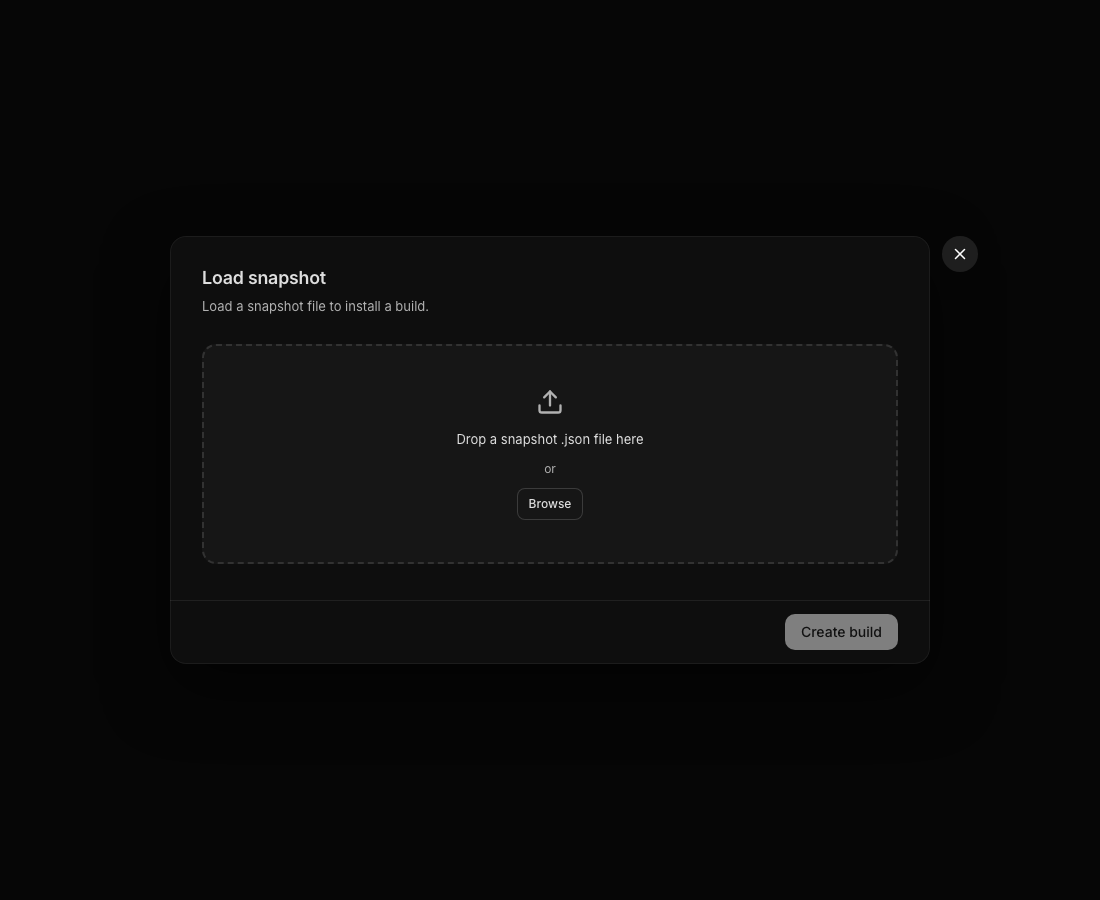 Load snapshot
Load a snapshot file to install a build.
Drop a snapshot .json file here
or
Browse
Create build